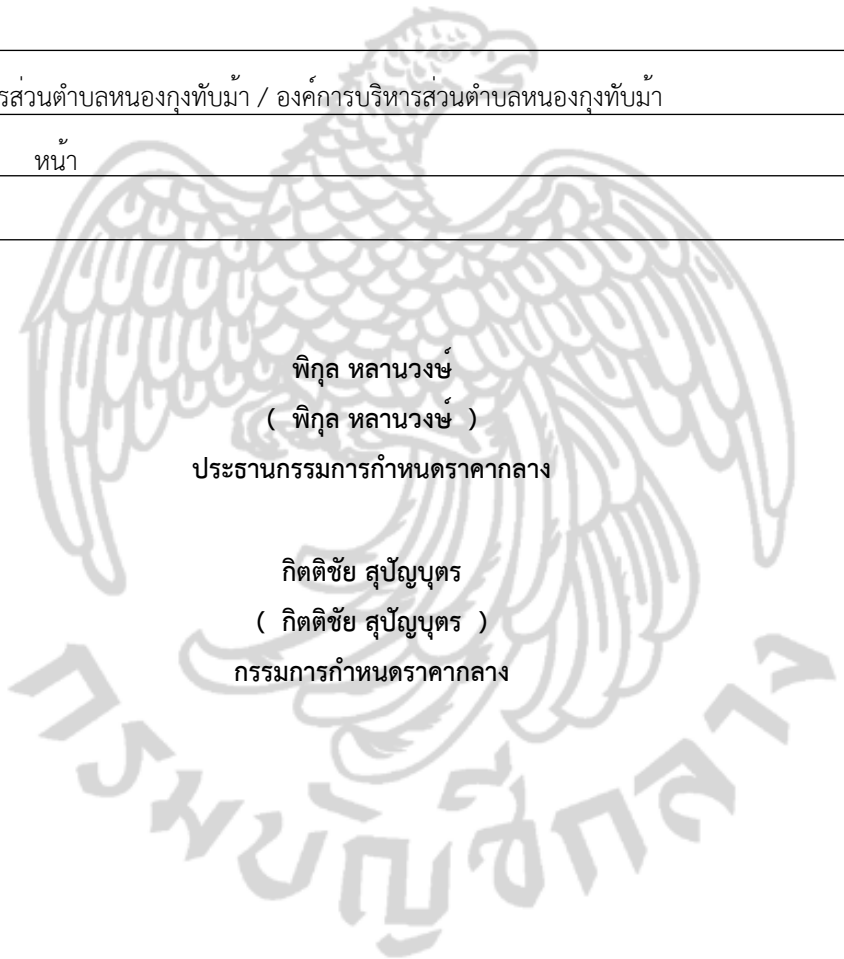 รส่วนตำบลหนองกุงทับม้า / องค์การบริหารส่วนตำบลหนองกุงทับม้า
หน้า
พิกุล หลานวงษ์
( พิกุล หลานวงษ์ )
ประธานกรรมการกำหนดราคากลาง
กิตติชัย สุปัญบุตร
( กิตติชัย สุปัญบุตร )
กรรมการกำหนดราคากลาง
กรมบัญชีกลาง